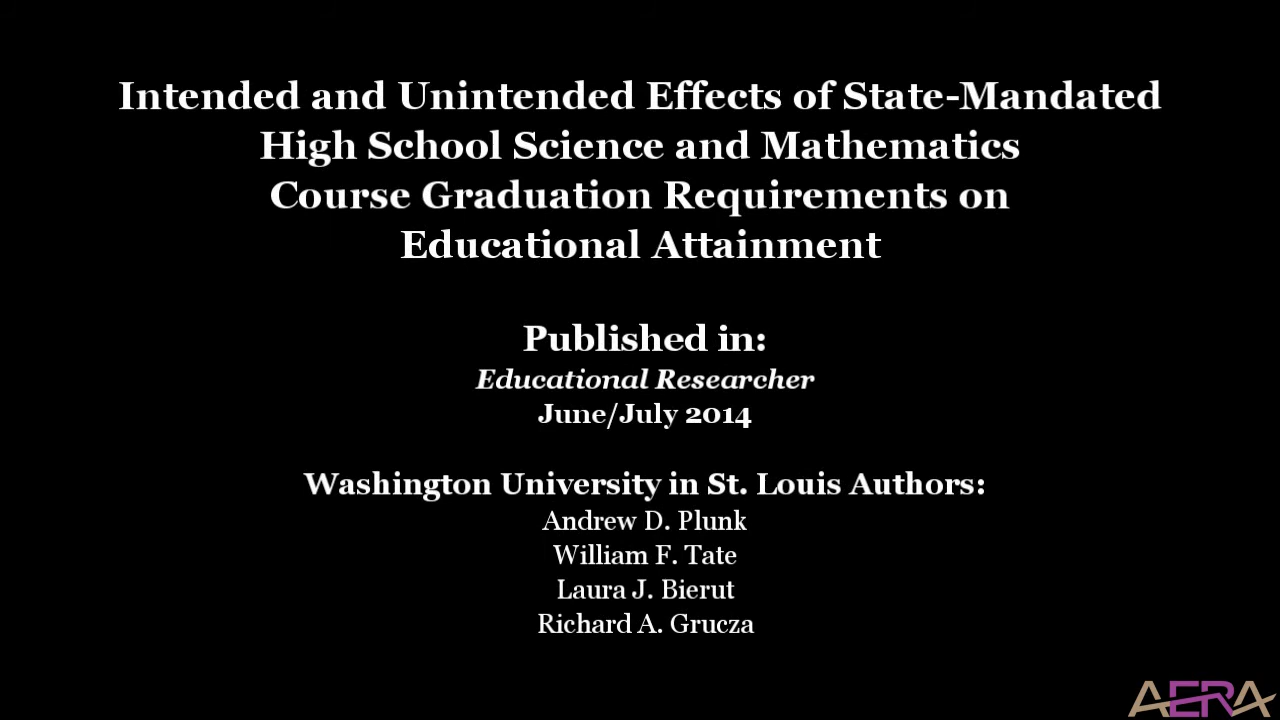 Intended and Unintended Effects of State-Mandated
High School Science and Mathematics
Course Graduation Requirements on
Educational Attainment
Published in:
Educational Researcher
June/July 2014
Washington University in St. Louis Authors:
Andrew D. Plunk
William F. Tate
Laura J. Bierut
Richard A. Grucza
AERA